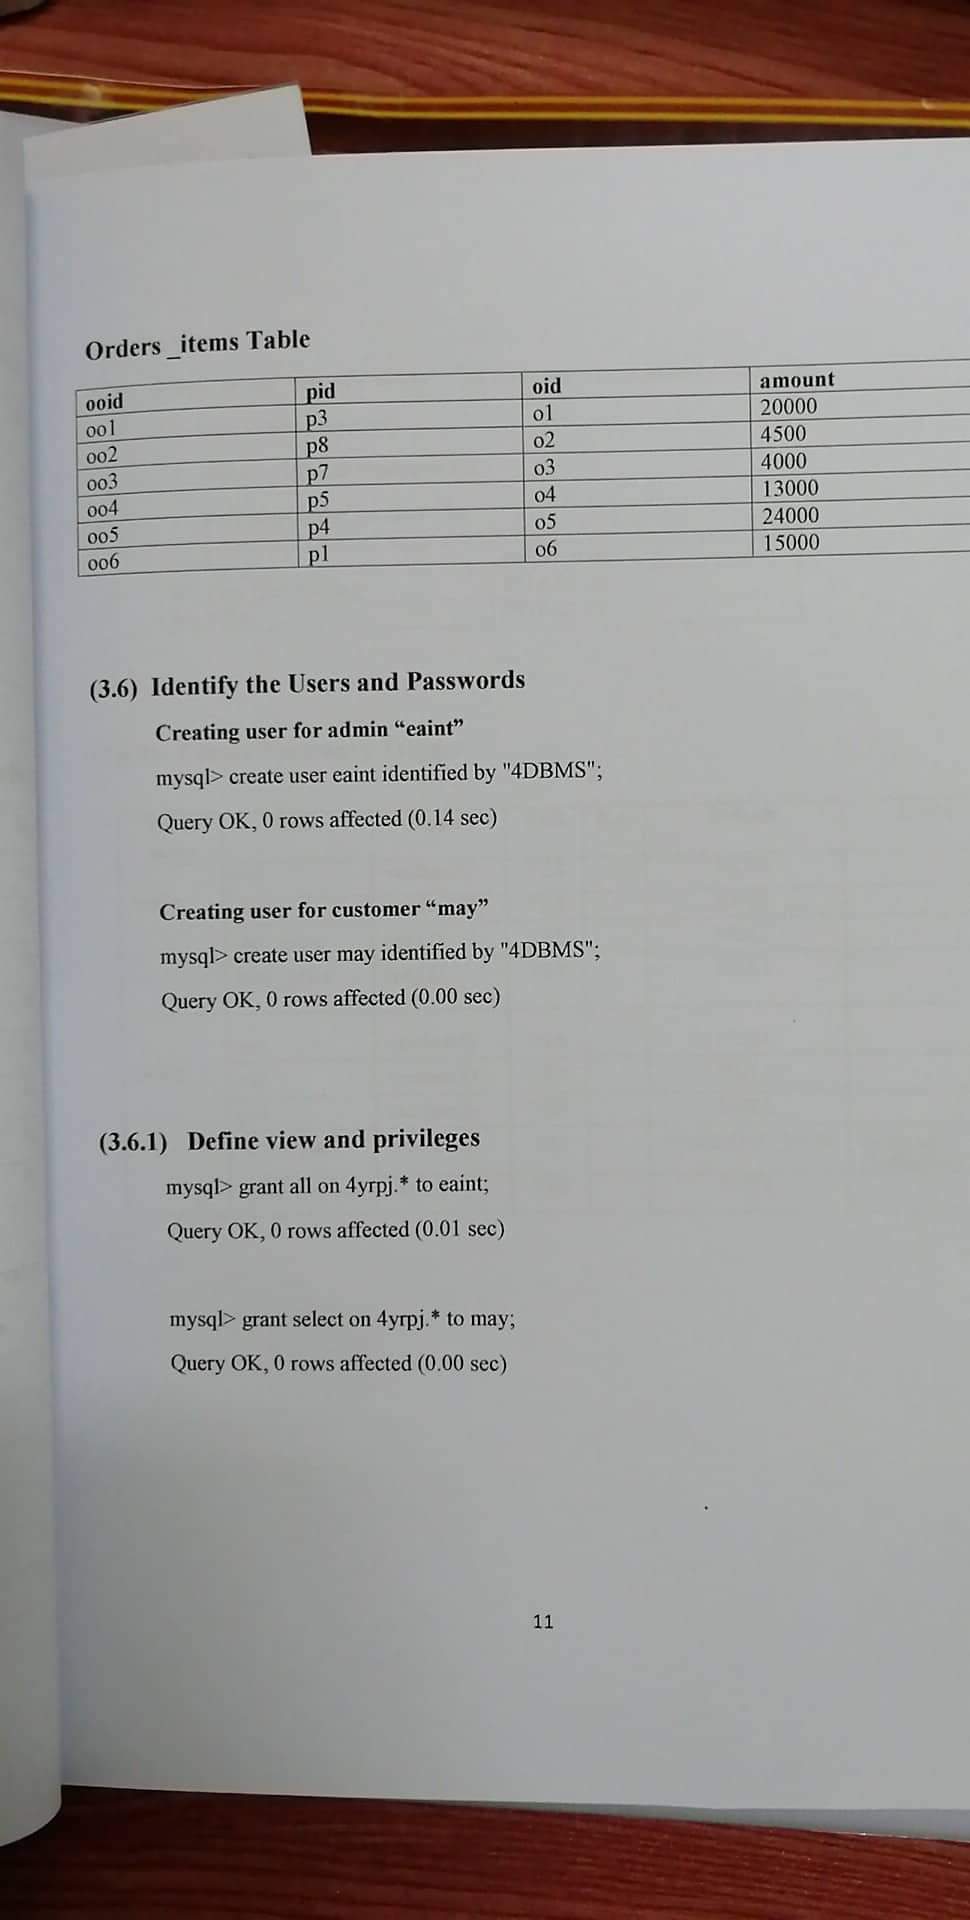 Orders _items Table
ooid pid oid amount
oo1 p3 o1 20000
oo2 p8 o2 4500
oo3 p7 o3 4000
oo4 p5 o4 13000
oo5 p4 o5 24000
oo6 p1 o6 15000
(3.6) Identify the Users and Passwords
Creating user for admin “eaint”
mysql> create user eaint identified by "4DBMS";
Query OK, 0 rows affected (0.14 sec)
Creating user for customer “may”
mysql> create user may identified by "4DBMS";
Query OK, 0 rows affected (0.00 sec)
(3.6.1) Define view and privileges
mysql> grant all on 4yrpj.* to eaint;
Query OK, 0 rows affected (0.01 sec)
mysql> grant select on 4yrpj.* to may;
Query OK, 0 rows affected (0.00 sec)
11